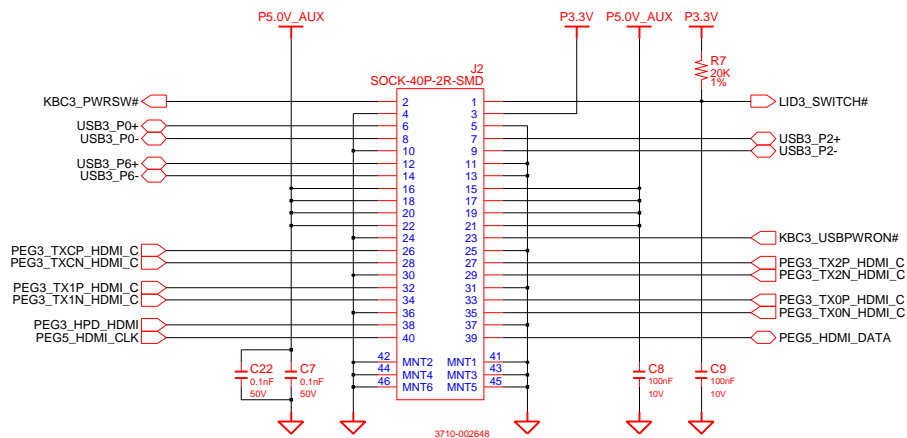 P5.0V_AUX
P3.3V
P5.0V_AUX
P3.3V
R7
20K
1%
J2
SOCK-40P-2R-SMD
KBC3_PWRSW#
2
1
LID3_SWITCH#
4
3
USB3_P0+
6
5
USB3_P0-
8
7
USB3_P2+
10
9
USB3_P2-
USB3_P6+
12
11
USB3_P6-
14
13
16
15
18
17
20
19
22
21
24
23
KBC3_USBPWRON#
PEG3_TXCP_HDMI_C
26
25
PEG3_TXCN_HDMI_C
28
27
PEG3_TX2P_HDMI_C
30
29
PEG3_TX2N_HDMI_C
PEG3_TX1P_HDMI_C
32
31
PEG3_TX1N_HDMI_C
34
33
PEG3_TX0P_HDMI_C
36
35
PEG3_TX0N_HDMI_C
PEG3_HPD_HDMI
38
37
PEG5_HDMI_CLK
40
39
PEG5_HDMI_DATA
42
MNT2
MNT1
41
44
MNT4
MNT3
43
46
MNT6
MNT5
45
C22
0.1nF
50V
C7
0.1nF
50V
C8
100nF
10V
C9
100nF
10V
3710-002648